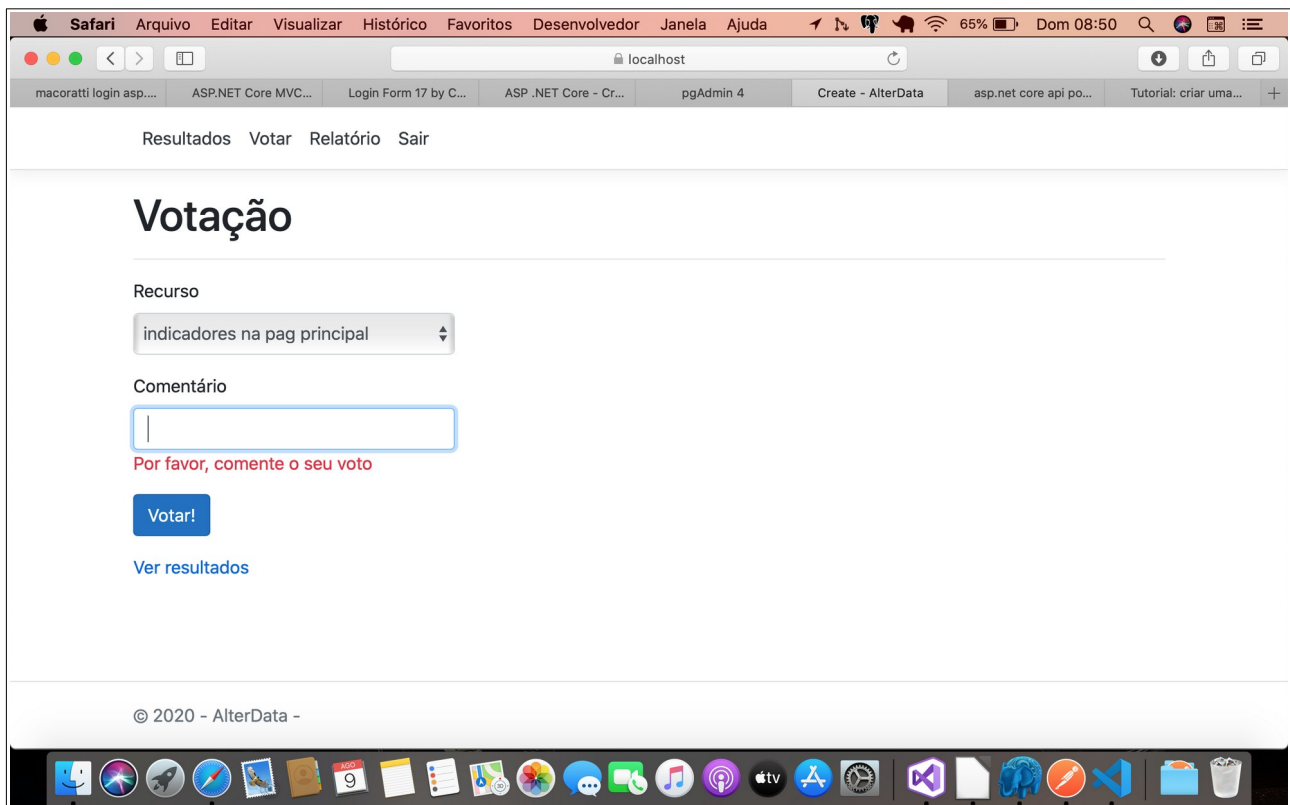 Safari Arquivo Editar Visualizar Histórico Favoritos Desenvolvedor Janela Ajuda 65% Dom 08:50
localhost
macoratti login asp.... ASP.NET Core MVC... Login Form 17 by C... ASP .NET Core - Cr... pgAdmin 4 Create - AlterData asp.net core api po... Tutorial: criar uma...
Resultados Votar Relatório Sair
Votação
Recurso
indicadores na pag principal
Comentário
Por favor, comente o seu voto
Votar!
Ver resultados
© 2020 - AlterData -
AGO
9
tv